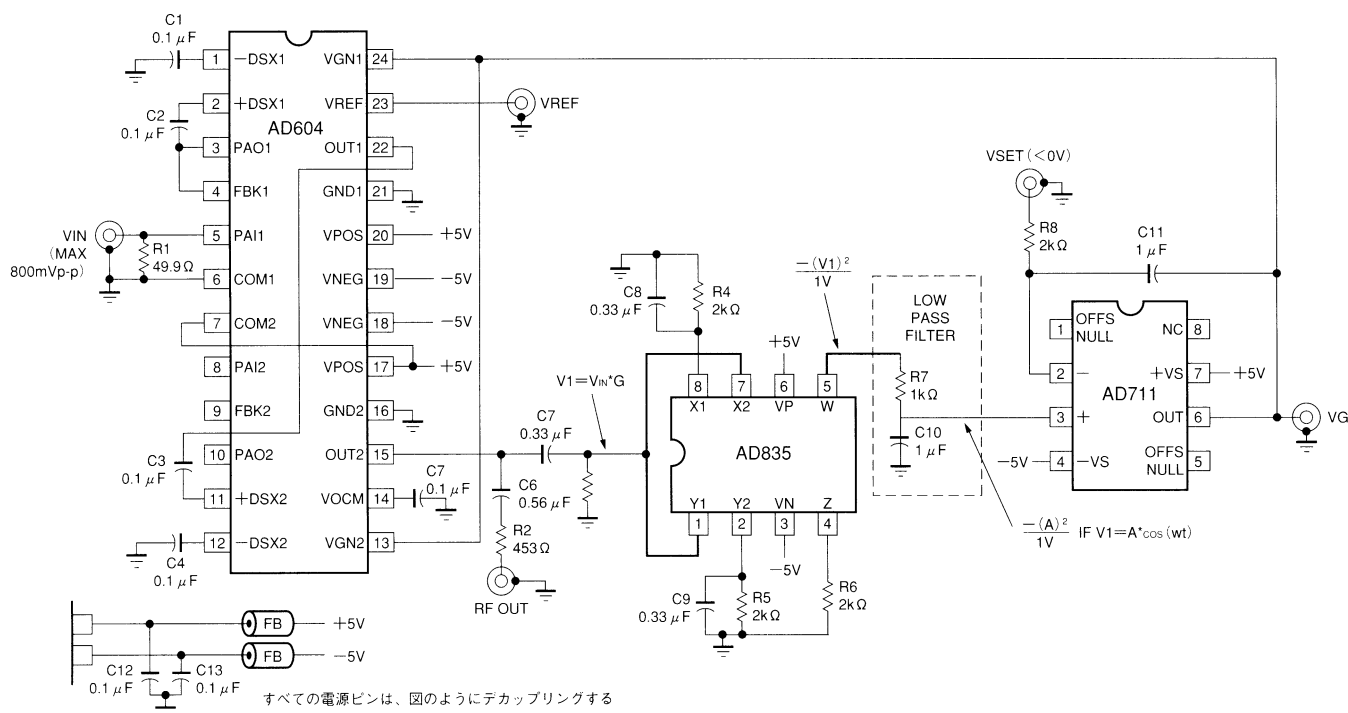 C1
0.1μF
1 −DSX1 VGN1 24
2 +DSX1 VREF 23
VREF
C2
0.1μF
AD604
3 PAO1 OUT1 22
4 FBK1 GND1 21
VIN
(MAX
800mVp-p)
R1
49.9Ω
5 PAI1 VPOS 20 +5V
6 COM1 VNEG 19 −5V
7 COM2 VNEG 18 −5V
8 PAI2 VPOS 17 +5V
9 FBK2 GND2 16
C3
0.1μF
10 PAO2 OUT2 15
11 +DSX2 VOCM 14
C7
0.1μF
12 −DSX2 VGN2 13
C4
0.1μF
C7
0.33μF
C6
0.56μF
R2
453Ω
RF OUT
V1=VIN*G
C8
0.33μF
R4
2kΩ
−(V1)²
1V
+5V
8 7 6 5
X1 X2 VP W
AD835
Y1 Y2 VN Z
1 2 3 4
−5V
C9
0.33μF
R5
2kΩ
R6
2kΩ
LOW
PASS
FILTER
R7
1kΩ
C10
1μF
−(A)²
1V
IF V1=A*cos(wt)
VSET(<0V)
R8
2kΩ
C11
1μF
1 OFFS
NULL
NC 8
2 − +VS 7 +5V
AD711
3 + OUT 6
VG
−5V 4 −VS
OFFS
NULL 5
FB +5V
FB −5V
C12
0.1μF
C13
0.1μF
すべての電源ピンは、図のようにデカップリングする